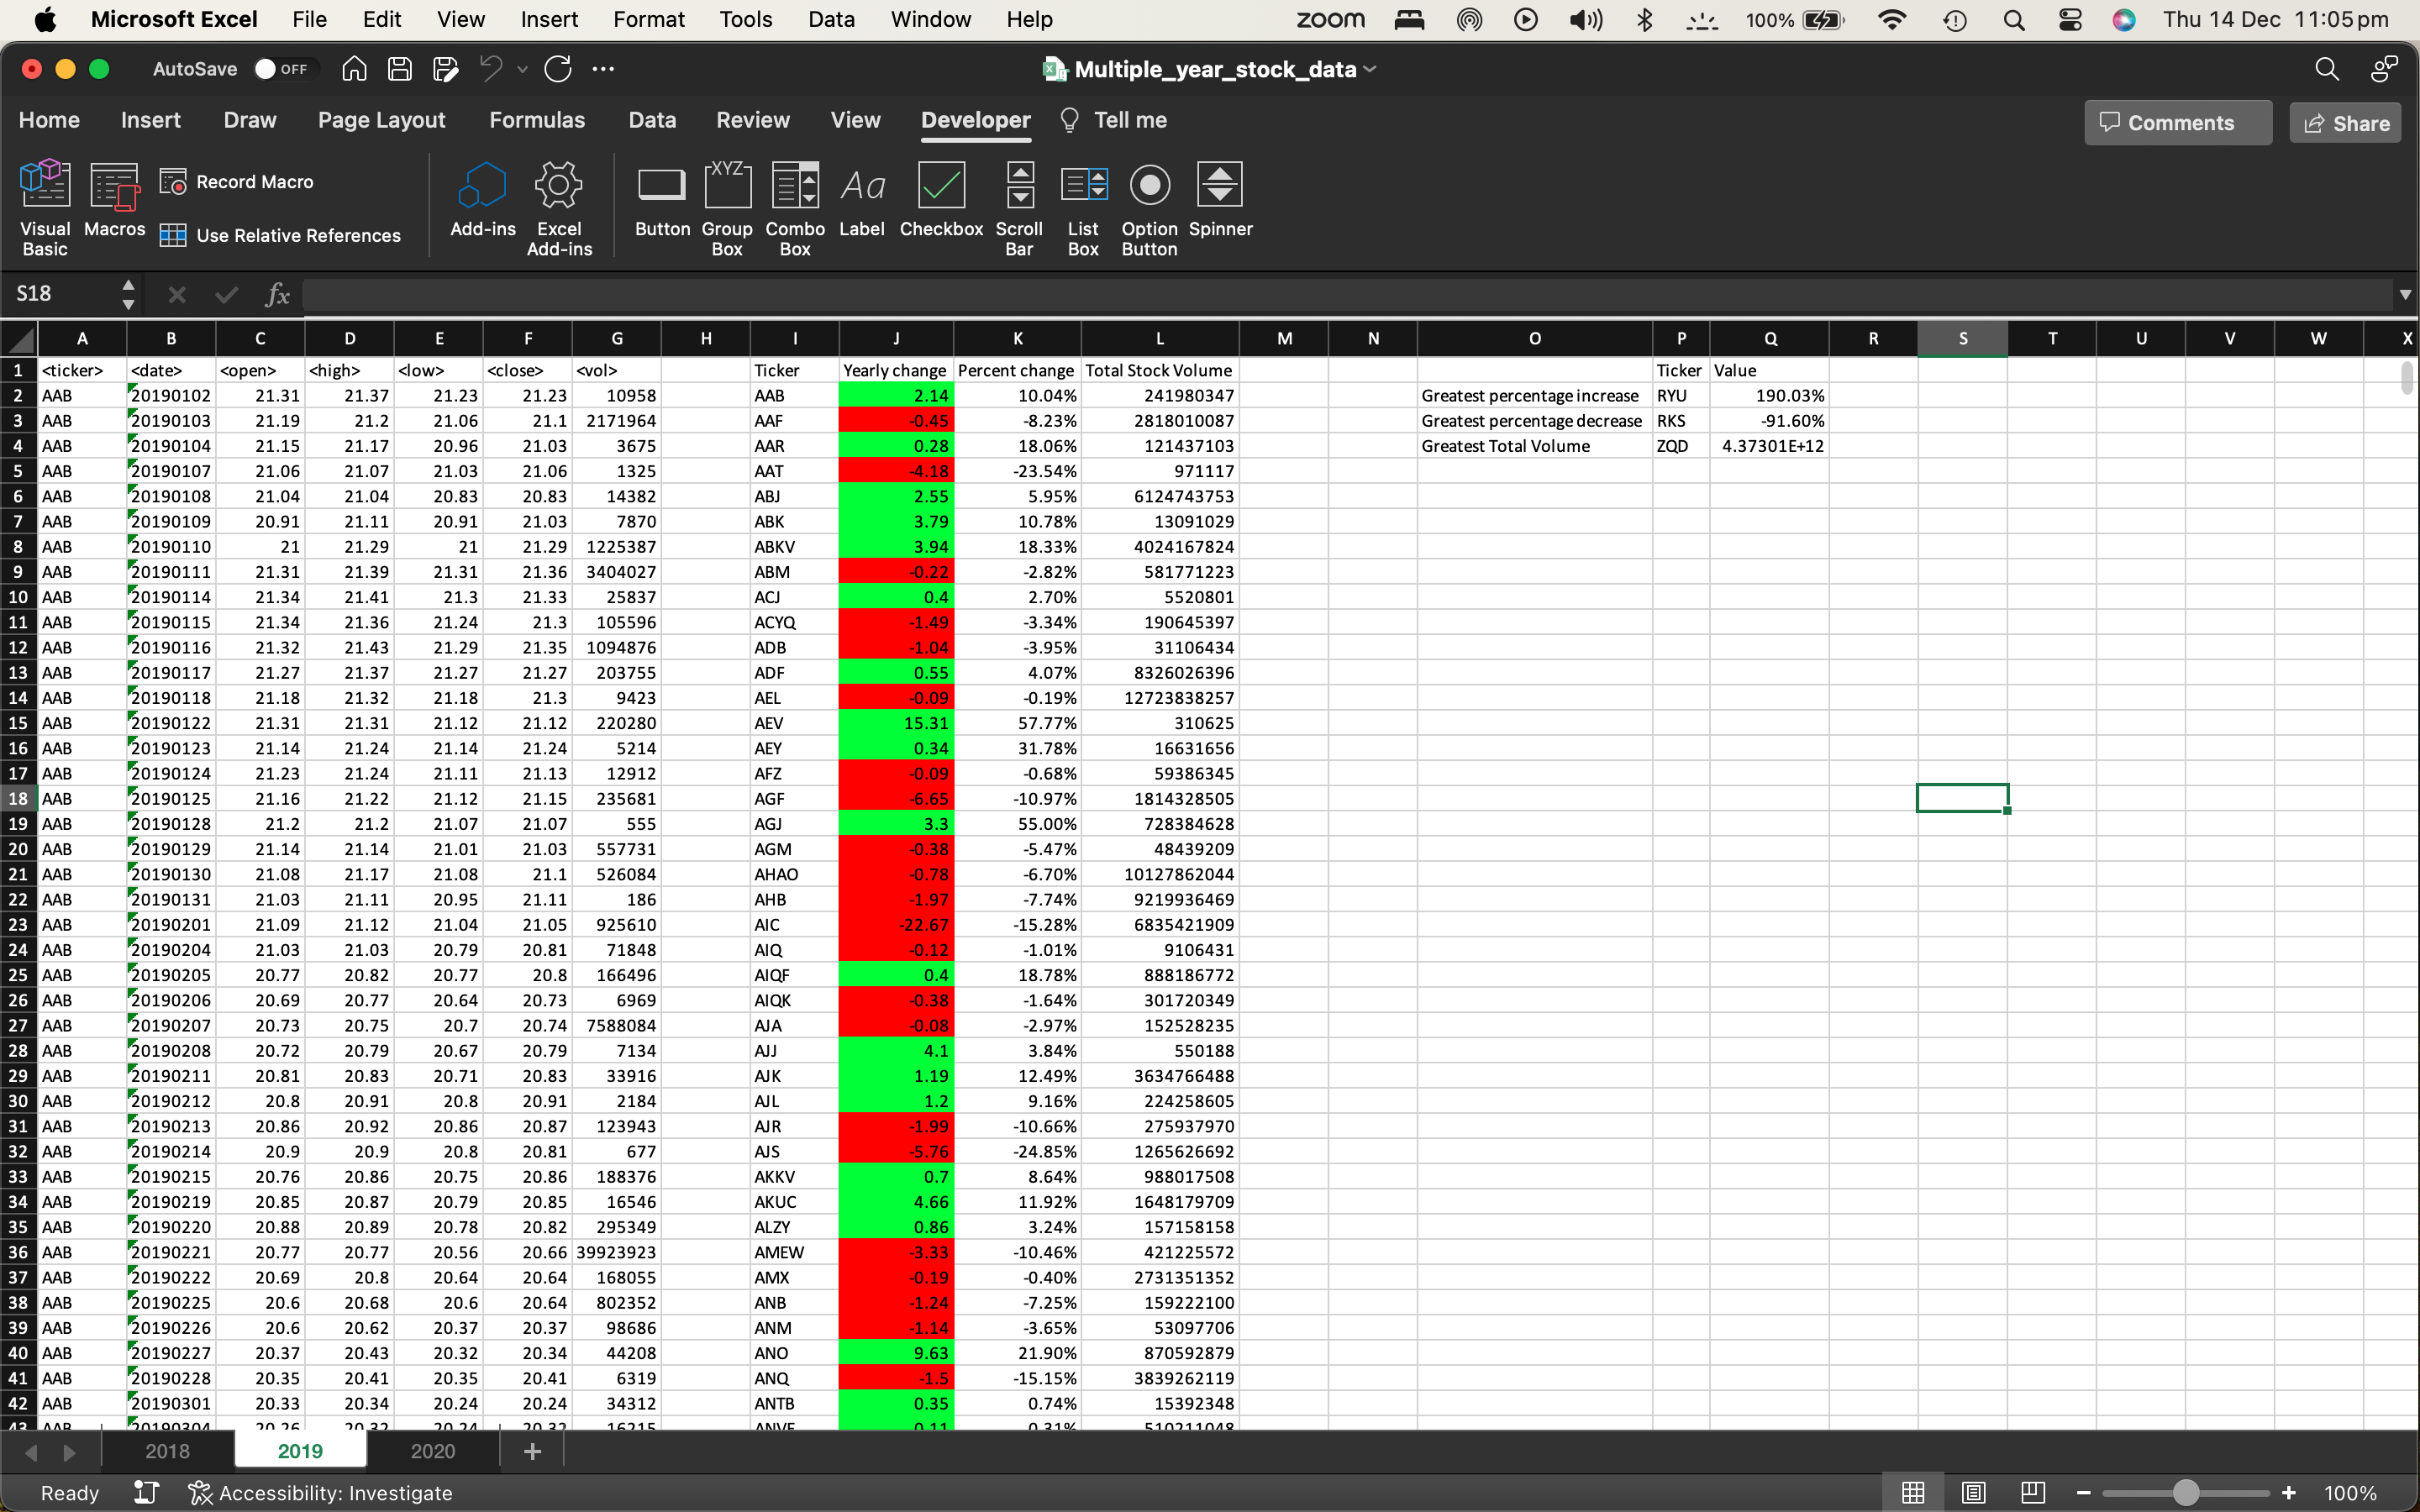 Microsoft Excel File Edit View Insert Format Tools Data Window Help zoom 100% Thu 14 Dec 11:05 pm
AutoSave OFF Multiple_year_stock_data
Home Insert Draw Page Layout Formulas Data Review View Developer Tell me Comments Share
Visual Basic Macros Record Macro Use Relative References Add-ins Excel Add-ins Button XYZ Group Box Combo Box Aa Label Checkbox Scroll Bar List Box Option Button Spinner
S18 fx
A B C D E F G H I J K L M N O P Q R S T U V W X
1 <ticker> <date> <open> <high> <low> <close> <vol> Ticker Yearly change Percent change Total Stock Volume Ticker Value
2 AAB 20190102 21.31 21.37 21.23 21.23 10958 AAB 2.14 10.04% 241980347 Greatest percentage increase RYU 190.03%
3 AAB 20190103 21.19 21.2 21.06 21.1 2171964 AAF -0.45 -8.23% 2818010087 Greatest percentage decrease RKS -91.60%
4 AAB 20190104 21.15 21.17 20.96 21.03 3675 AAR 0.28 18.06% 121437103 Greatest Total Volume ZQD 4.37301E+12
5 AAB 20190107 21.06 21.07 21.03 21.06 1325 AAT -4.18 -23.54% 971117
6 AAB 20190108 21.04 21.04 20.83 20.83 14382 ABJ 2.55 5.95% 6124743753
7 AAB 20190109 20.91 21.11 20.91 21.03 7870 ABK 3.79 10.78% 13091029
8 AAB 20190110 21 21.29 21 21.29 1225387 ABKV 3.94 18.33% 4024167824
9 AAB 20190111 21.31 21.39 21.31 21.36 3404027 ABM -0.22 -2.82% 581771223
10 AAB 20190114 21.34 21.41 21.3 21.33 25837 ACJ 0.4 2.70% 5520801
11 AAB 20190115 21.34 21.36 21.24 21.3 105596 ACYQ -1.49 -3.34% 190645397
12 AAB 20190116 21.32 21.43 21.29 21.35 1094876 ADB -1.04 -3.95% 31106434
13 AAB 20190117 21.27 21.37 21.27 21.27 203755 ADF 0.55 4.07% 8326026396
14 AAB 20190118 21.18 21.32 21.18 21.3 9423 AEL -0.09 -0.19% 12723838257
15 AAB 20190122 21.31 21.31 21.12 21.12 220280 AEV 15.31 57.77% 310625
16 AAB 20190123 21.14 21.24 21.14 21.24 5214 AEY 0.34 31.78% 16631656
17 AAB 20190124 21.23 21.24 21.11 21.13 12912 AFZ -0.09 -0.68% 59386345
18 AAB 20190125 21.16 21.22 21.12 21.15 235681 AGF -6.65 -10.97% 1814328505
19 AAB 20190128 21.2 21.2 21.07 21.07 555 AGJ 3.3 55.00% 728384628
20 AAB 20190129 21.14 21.14 21.01 21.03 557731 AGM -0.38 -5.47% 48439209
21 AAB 20190130 21.08 21.17 21.08 21.1 526084 AHAO -0.78 -6.70% 10127862044
22 AAB 20190131 21.03 21.11 20.95 21.11 186 AHB -1.97 -7.74% 9219936469
23 AAB 20190201 21.09 21.12 21.04 21.05 925610 AIC -22.67 -15.28% 6835421909
24 AAB 20190204 21.03 21.03 20.79 20.81 71848 AIQ -0.12 -1.01% 9106431
25 AAB 20190205 20.77 20.82 20.77 20.8 166496 AIQF 0.4 18.78% 888186772
26 AAB 20190206 20.69 20.77 20.64 20.73 6969 AIQK -0.38 -1.64% 301720349
27 AAB 20190207 20.73 20.75 20.7 20.74 7588084 AJA -0.08 -2.97% 152528235
28 AAB 20190208 20.72 20.79 20.67 20.79 7134 AJJ 4.1 3.84% 550188
29 AAB 20190211 20.81 20.83 20.71 20.83 33916 AJK 1.19 12.49% 3634766488
30 AAB 20190212 20.8 20.91 20.8 20.91 2184 AJL 1.2 9.16% 224258605
31 AAB 20190213 20.86 20.92 20.86 20.87 123943 AJR -1.99 -10.66% 275937970
32 AAB 20190214 20.9 20.9 20.8 20.81 677 AJS -5.76 -24.85% 1265626692
33 AAB 20190215 20.76 20.86 20.75 20.86 188376 AKKV 0.7 8.64% 988017508
34 AAB 20190219 20.85 20.87 20.79 20.85 16546 AKUC 4.66 11.92% 1648179709
35 AAB 20190220 20.88 20.89 20.78 20.82 295349 ALZY 0.86 3.24% 157158158
36 AAB 20190221 20.77 20.77 20.56 20.66 39923923 AMEW -3.33 -10.46% 421225572
37 AAB 20190222 20.69 20.8 20.64 20.64 168055 AMX -0.19 -0.40% 2731351352
38 AAB 20190225 20.6 20.68 20.6 20.64 802352 ANB -1.24 -7.25% 159222100
39 AAB 20190226 20.6 20.62 20.37 20.37 98686 ANM -1.14 -3.65% 53097706
40 AAB 20190227 20.37 20.43 20.32 20.34 44208 ANO 9.63 21.90% 870592879
41 AAB 20190228 20.35 20.41 20.35 20.41 6319 ANQ -1.5 -15.15% 3839262119
42 AAB 20190301 20.33 20.34 20.24 20.24 34312 ANTB 0.35 0.74% 15392348
43 AAB 20190304 20.26 20.32 20.24 20.32 0.11 0.31%
2018 2019 2020
Ready Accessibility: Investigate 100%